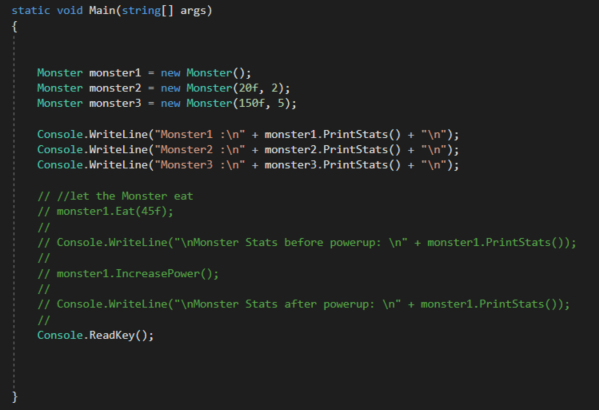 static void Main(string[] args)
{
Monster monster1 = new Monster();
Monster monster2 = new Monster(20f, 2);
Monster monster3 = new Monster(150f, 5);
Console.WriteLine("Monster1 :\n" + monster1.PrintStats() + "\n");
Console.WriteLine("Monster2 :\n" + monster2.PrintStats() + "\n");
Console.WriteLine("Monster3 :\n" + monster3.PrintStats() + "\n");
// //let the Monster eat
// monster1.Eat(45f);
//
// Console.WriteLine("\nMonster Stats before powerup: \n" + monster1.PrintStats());
//
// monster1.IncreasePower();
//
// Console.WriteLine("\nMonster Stats after powerup: \n" + monster1.PrintStats());
//
Console.ReadKey();
}